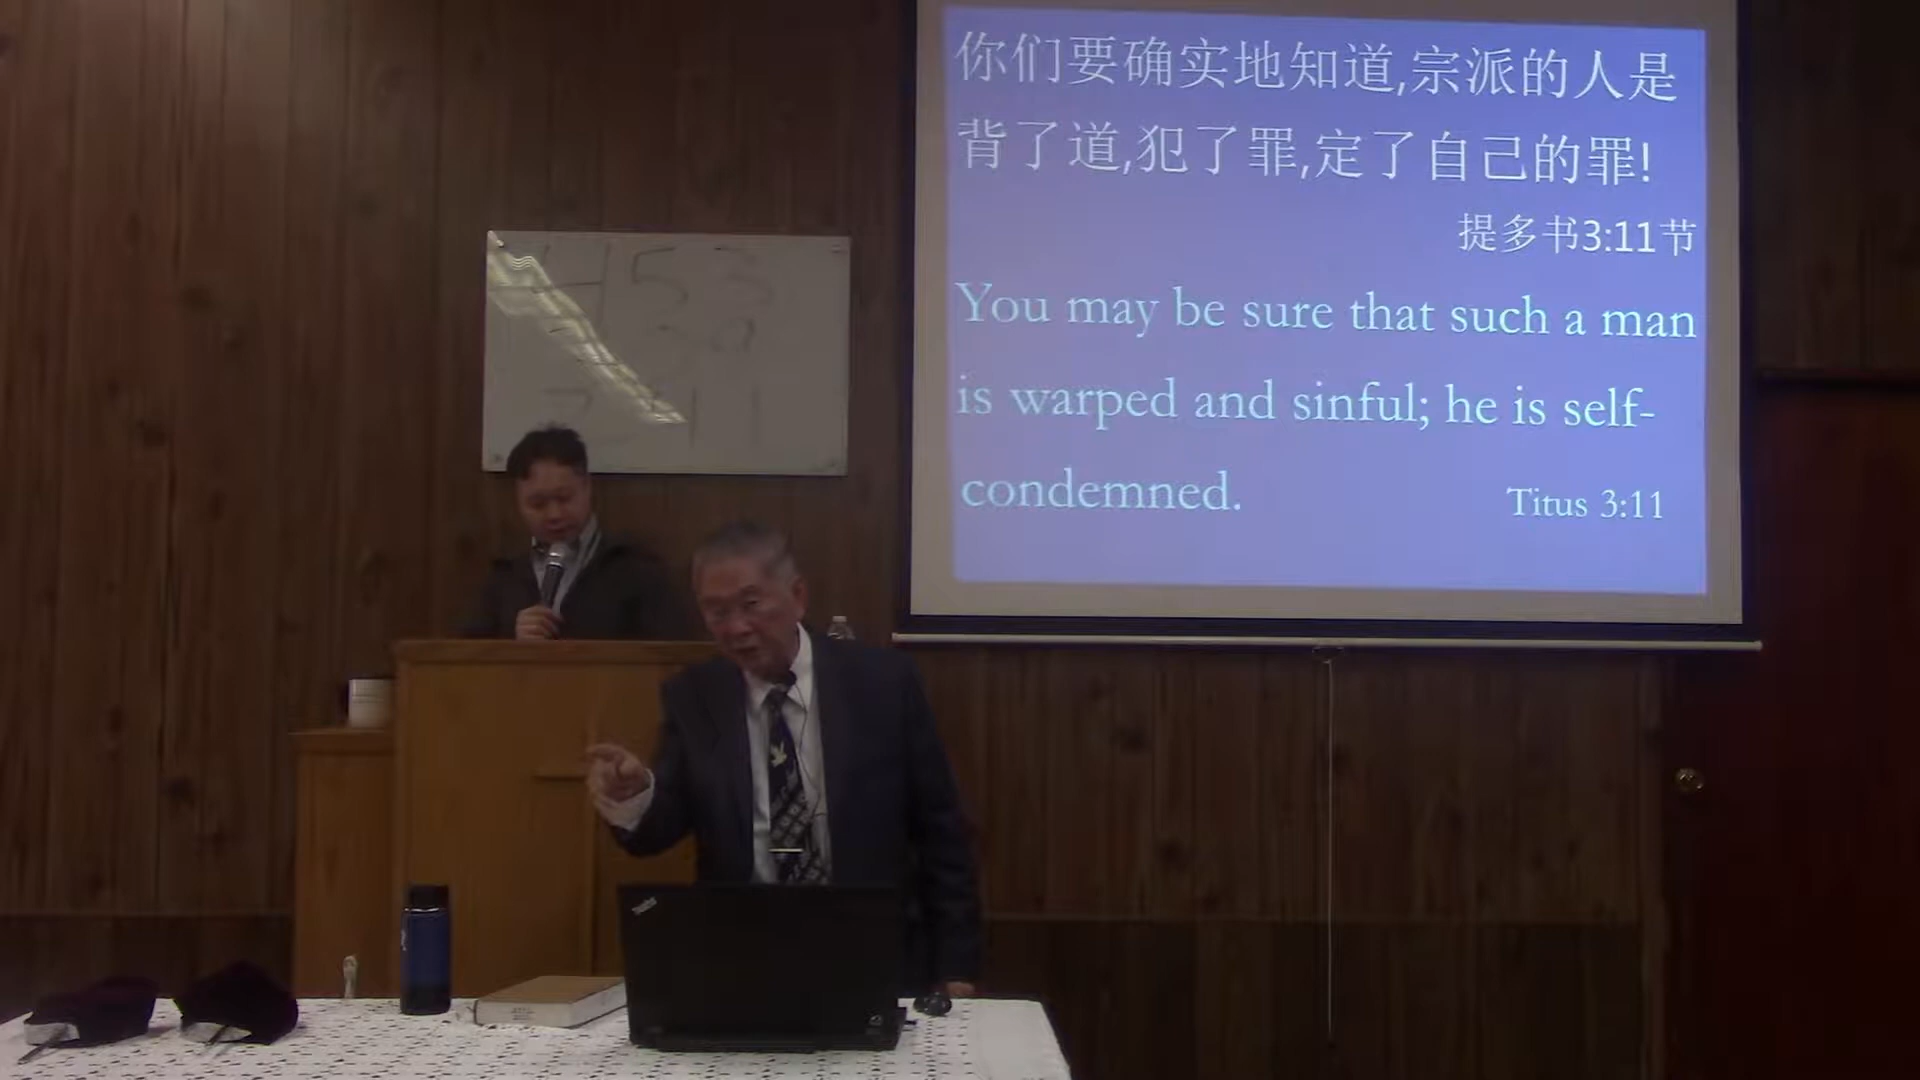 你们要确实地知道,宗派的人是
背了道,犯了罪,定了自己的罪!
提多书3:11节
You may be sure that such a man
is warped and sinful; he is self-
condemned.
Titus 3:11
453